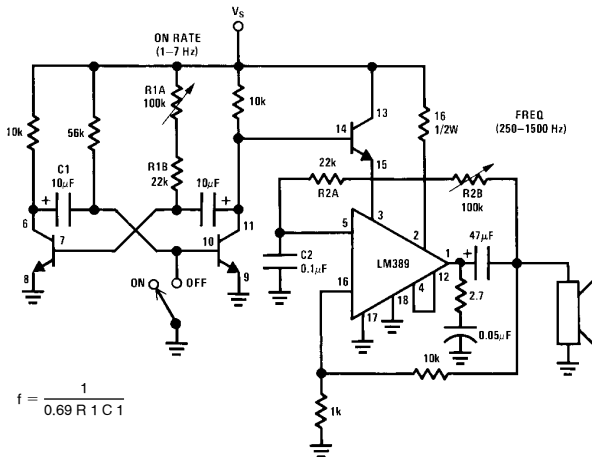 VS
ON RATE
(1–7 Hz)
R1A
100k
10k
56k
10k
13
14
15
16
1/2W
FREQ
(250–1500 Hz)
C1
10μF
R1B
22k
10μF
22k
R2A
R2B
100k
6
7
8
11
10
9
ON
OFF
5
3
2
1
47μF
C2
0.1μF
LM389
16
17
18
4
12
2.7
0.05μF
10k
1k
f = 1 / 0.69 R 1 C 1
+
+
+